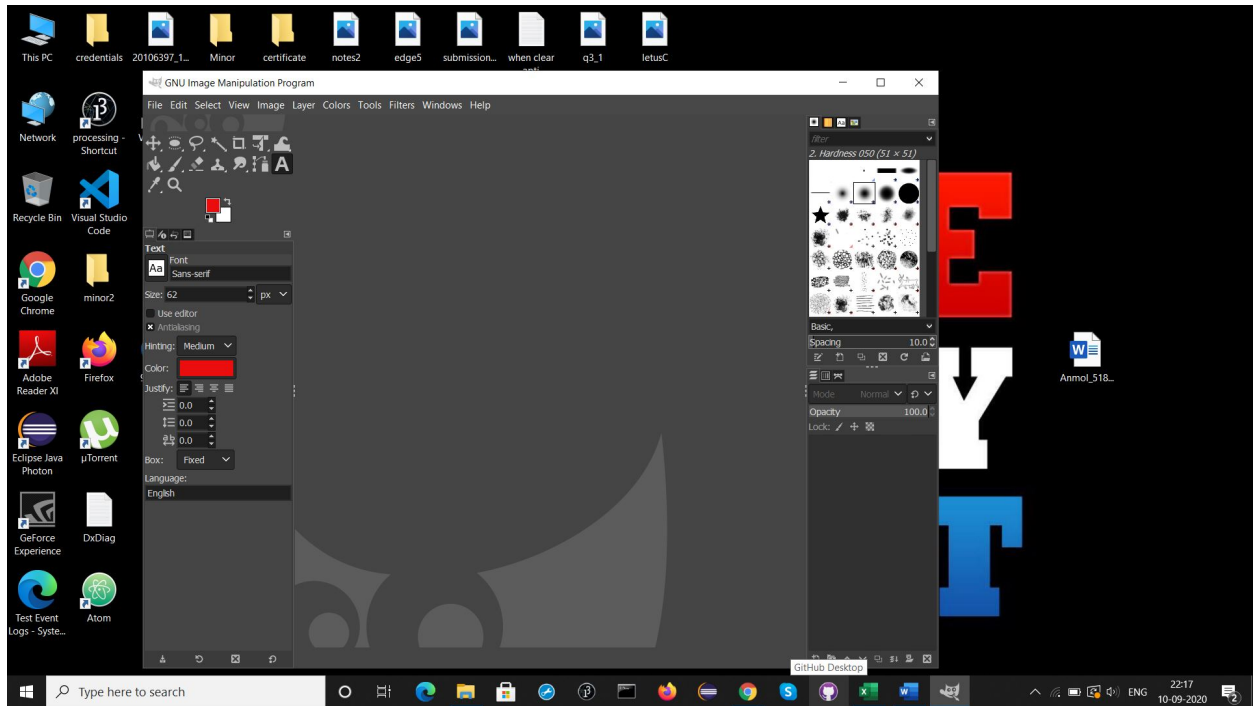 This PC
credentials
20106397_1...
Minor
certificate
notes2
edge5
submission...
when clear
q3_1
letusC
GNU Image Manipulation Program
File Edit Select View Image Layer Colors Tools Filters Windows Help
Network
processing -
Shortcut
filter
2. Hardness 050 (51 × 51)
Recycle Bin
Visual Studio
Code
Text
Font
Aa
Sans-serif
Size: 62
px
Use editor
Antialiasing
Hinting: Medium
Color:
Justify:
0.0
0.0
0.0
Box: Fixed
Language:
English
Google
Chrome
minor2
Basic,
Spacing 10.0
Adobe
Reader XI
Firefox
Mode Normal
Opacity 100.0
Lock:
Eclipse Java
Photon
µTorrent
GeForce
Experience
DxDiag
Test Event
Logs - Syste...
Atom
E
Y
T
Anmol_518...
GitHub Desktop
Type here to search
ENG
22:17
10-09-2020
2